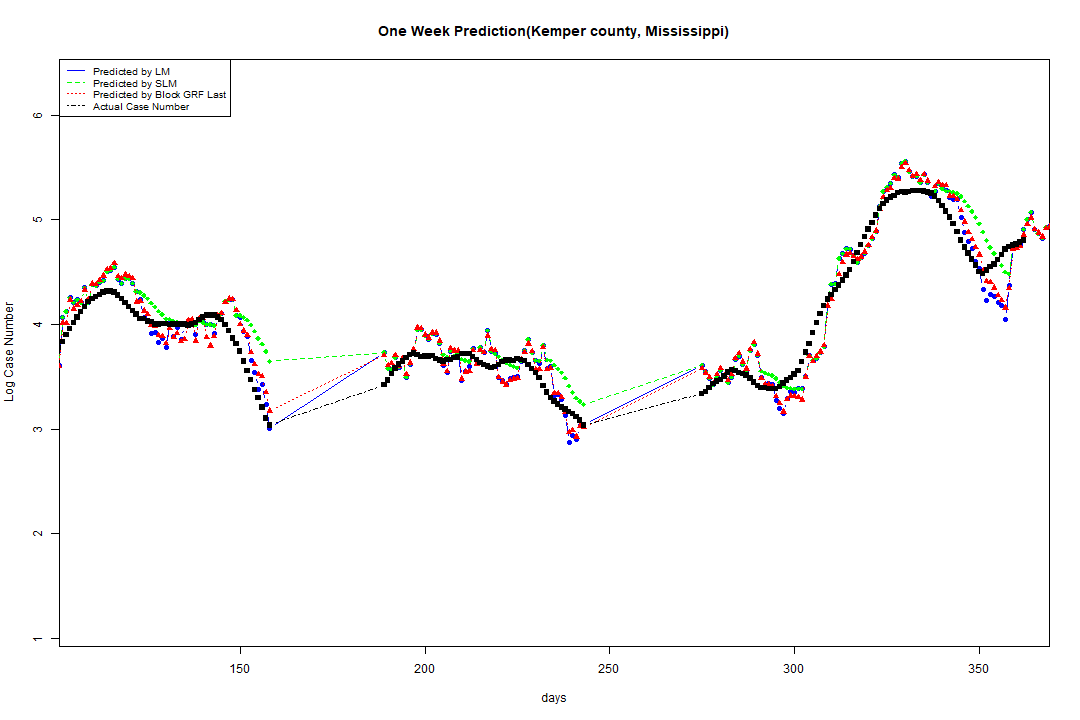 One Week Prediction(Kemper county, Mississippi)
Predicted by LM
Predicted by SLM
Predicted by Block GRF Last
Actual Case Number
Log Case Number
6
5
4
3
2
1
150 200 250 300 350
days